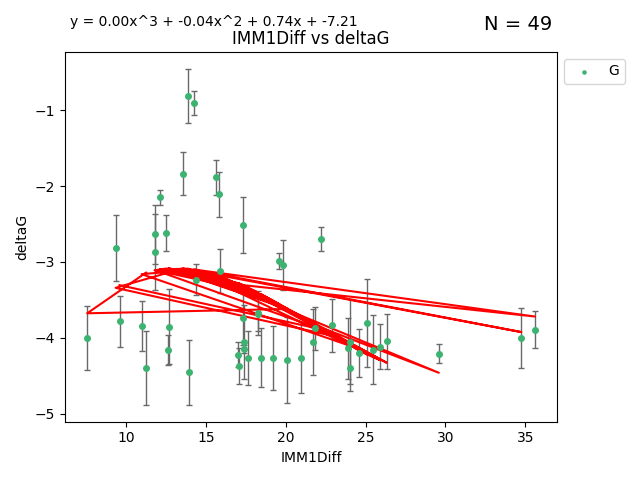 y = 0.00x^3 + -0.04x^2 + 0.74x + -7.21
N = 49
IMM1Diff vs deltaG
G
deltaG
−1
−2
−3
−4
−5
10 15 20 25 30 35
IMM1Diff